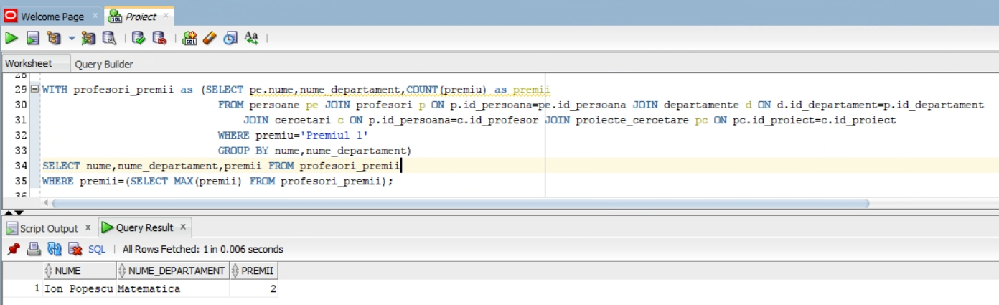 Welcome Page
Proiect
SQL
Worksheet
Query Builder
28
29 WITH profesori_premii as (SELECT pe.nume,nume_departament,COUNT(premiu) as premii
30 FROM persoane pe JOIN profesori p ON p.id_persoana=pe.id_persoana JOIN departamente d ON d.id_departament=p.id_departament
31 JOIN cercetari c ON p.id_persoana=c.id_profesor JOIN proiecte_cercetare pc ON pc.id_proiect=c.id_proiect
32 WHERE premiu='Premiul 1'
33 GROUP BY nume,nume_departament)
34 SELECT nume,nume_departament,premii FROM profesori_premii
35 WHERE premii=(SELECT MAX(premii) FROM profesori_premii);
36
Script Output x Query Result x
SQL | All Rows Fetched: 1 in 0.006 seconds
NUME NUME_DEPARTAMENT PREMII
1 Ion Popescu Matematica 2